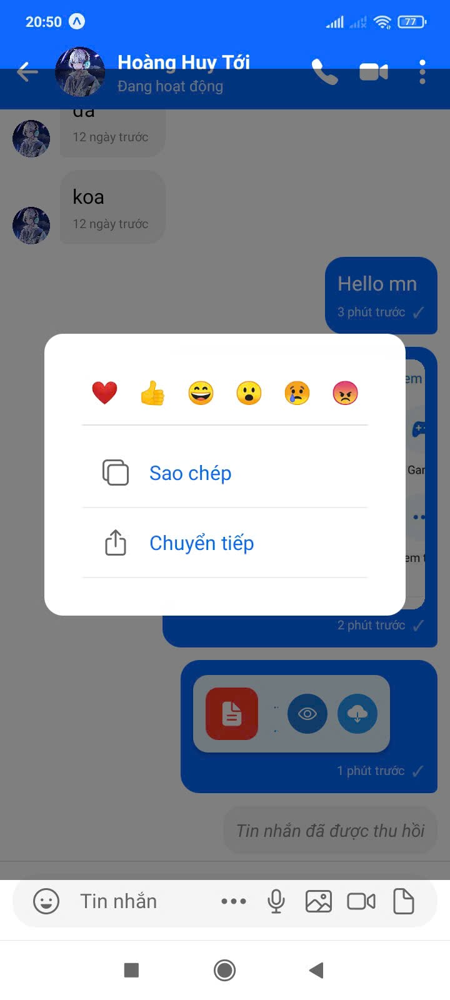 20:50
77
Hoàng Huy Tới
Đang hoạt động
12 ngày trước
koa
12 ngày trước
Hello mn
3 phút trước
em
Gar
Sao chép
Chuyển tiếp
em t
2 phút trước
1 phút trước
Tin nhắn đã được thu hồi
Tin nhắn